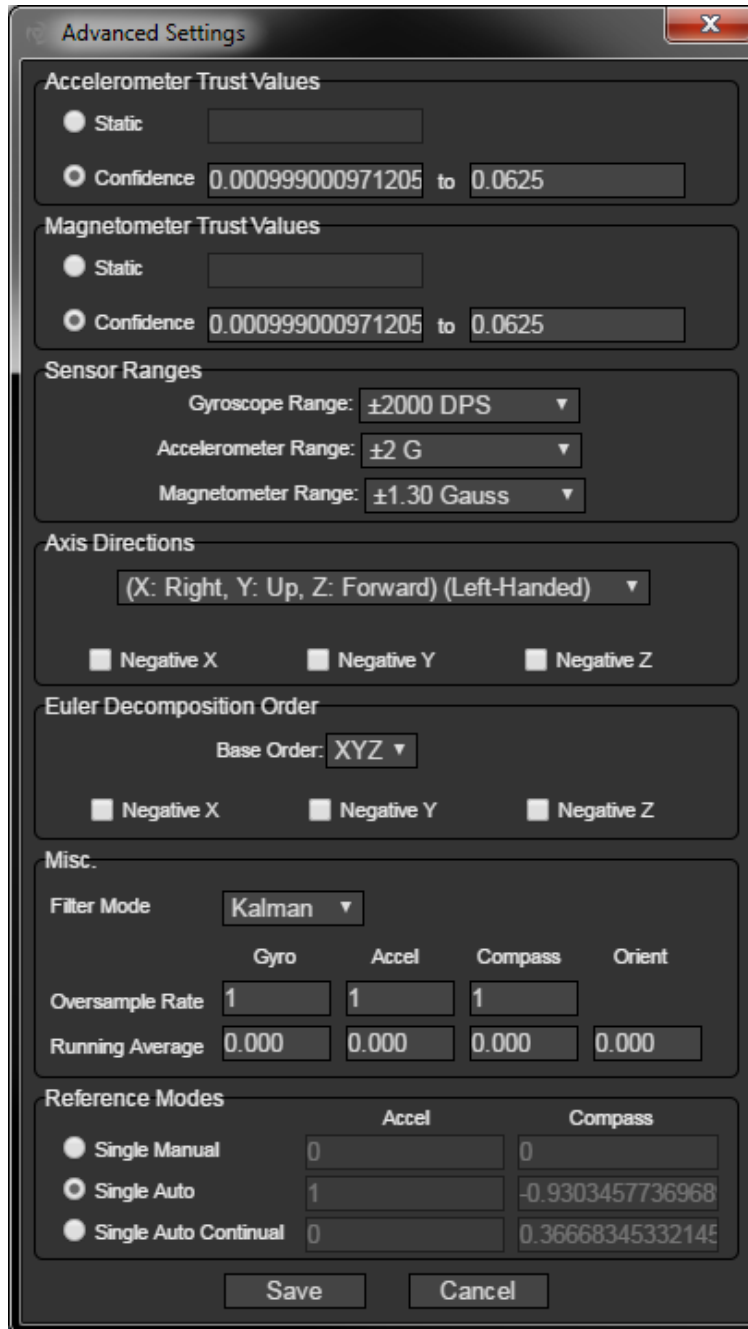 Advanced Settings
Accelerometer Trust Values
Static
Confidence 0.000999000971205 to 0.0625
Magnetometer Trust Values
Static
Confidence 0.000999000971205 to 0.0625
Sensor Ranges
Gyroscope Range: ±2000 DPS
Accelerometer Range: ±2 G
Magnetometer Range: ±1.30 Gauss
Axis Directions
(X: Right, Y: Up, Z: Forward) (Left-Handed)
Negative X Negative Y Negative Z
Euler Decomposition Order
Base Order: XYZ
Negative X Negative Y Negative Z
Misc.
Filter Mode Kalman
Gyro Accel Compass Orient
Oversample Rate 1 1 1
Running Average 0.000 0.000 0.000 0.000
Reference Modes
Accel Compass
Single Manual 0 0
Single Auto 1 -0.9303457736968
Single Auto Continual 0 0.36668345332145
Save Cancel